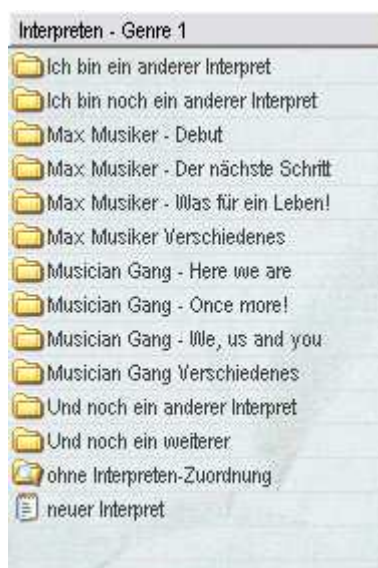 Interpreten - Genre 1
Ich bin ein anderer Interpret
Ich bin noch ein anderer Interpret
Max Musiker - Debut
Max Musiker - Der nächste Schritt
Max Musiker - Was für ein Leben!
Max Musiker Verschiedenes
Musician Gang - Here we are
Musician Gang - Once more!
Musician Gang - We, us and you
Musician Gang Verschiedenes
Und noch ein anderer Interpret
Und noch ein weiterer
ohne Interpreten-Zuordnung
neuer Interpret